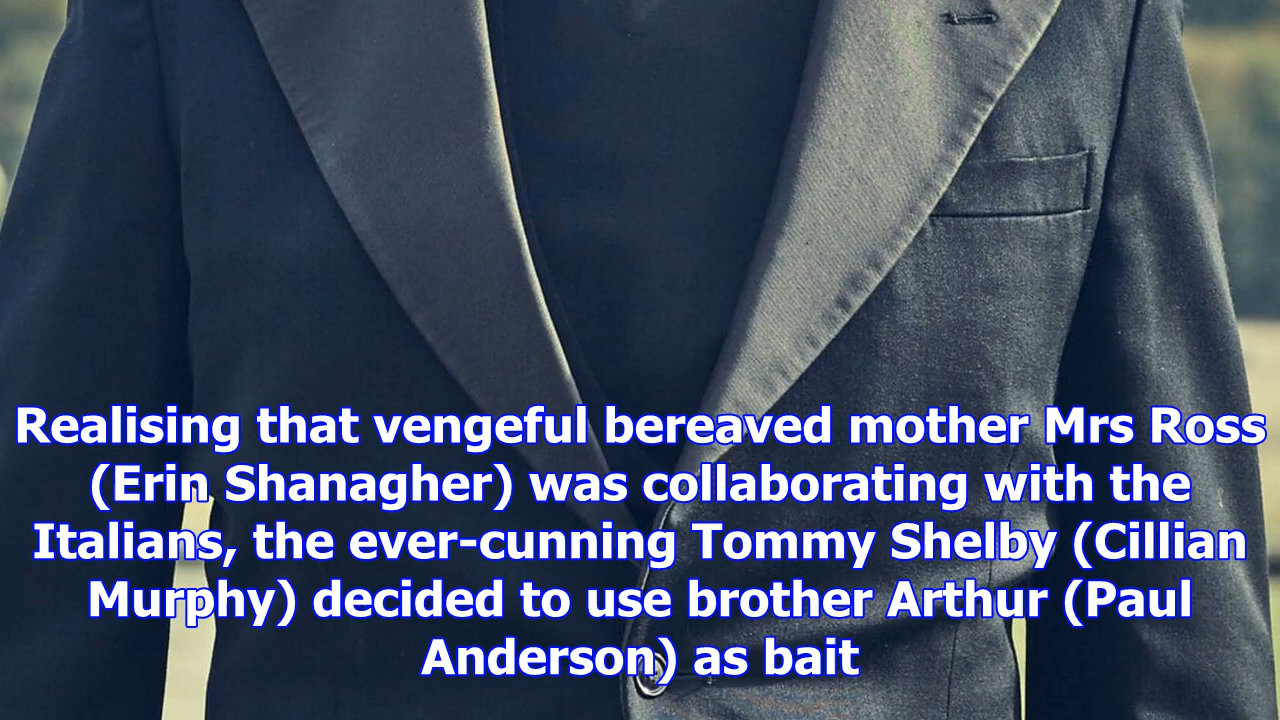 Realising that vengeful bereaved mother Mrs Ross
(Erin Shanagher) was collaborating with the
Italians, the ever-cunning Tommy Shelby (Cillian
Murphy) decided to use brother Arthur (Paul
Anderson) as bait